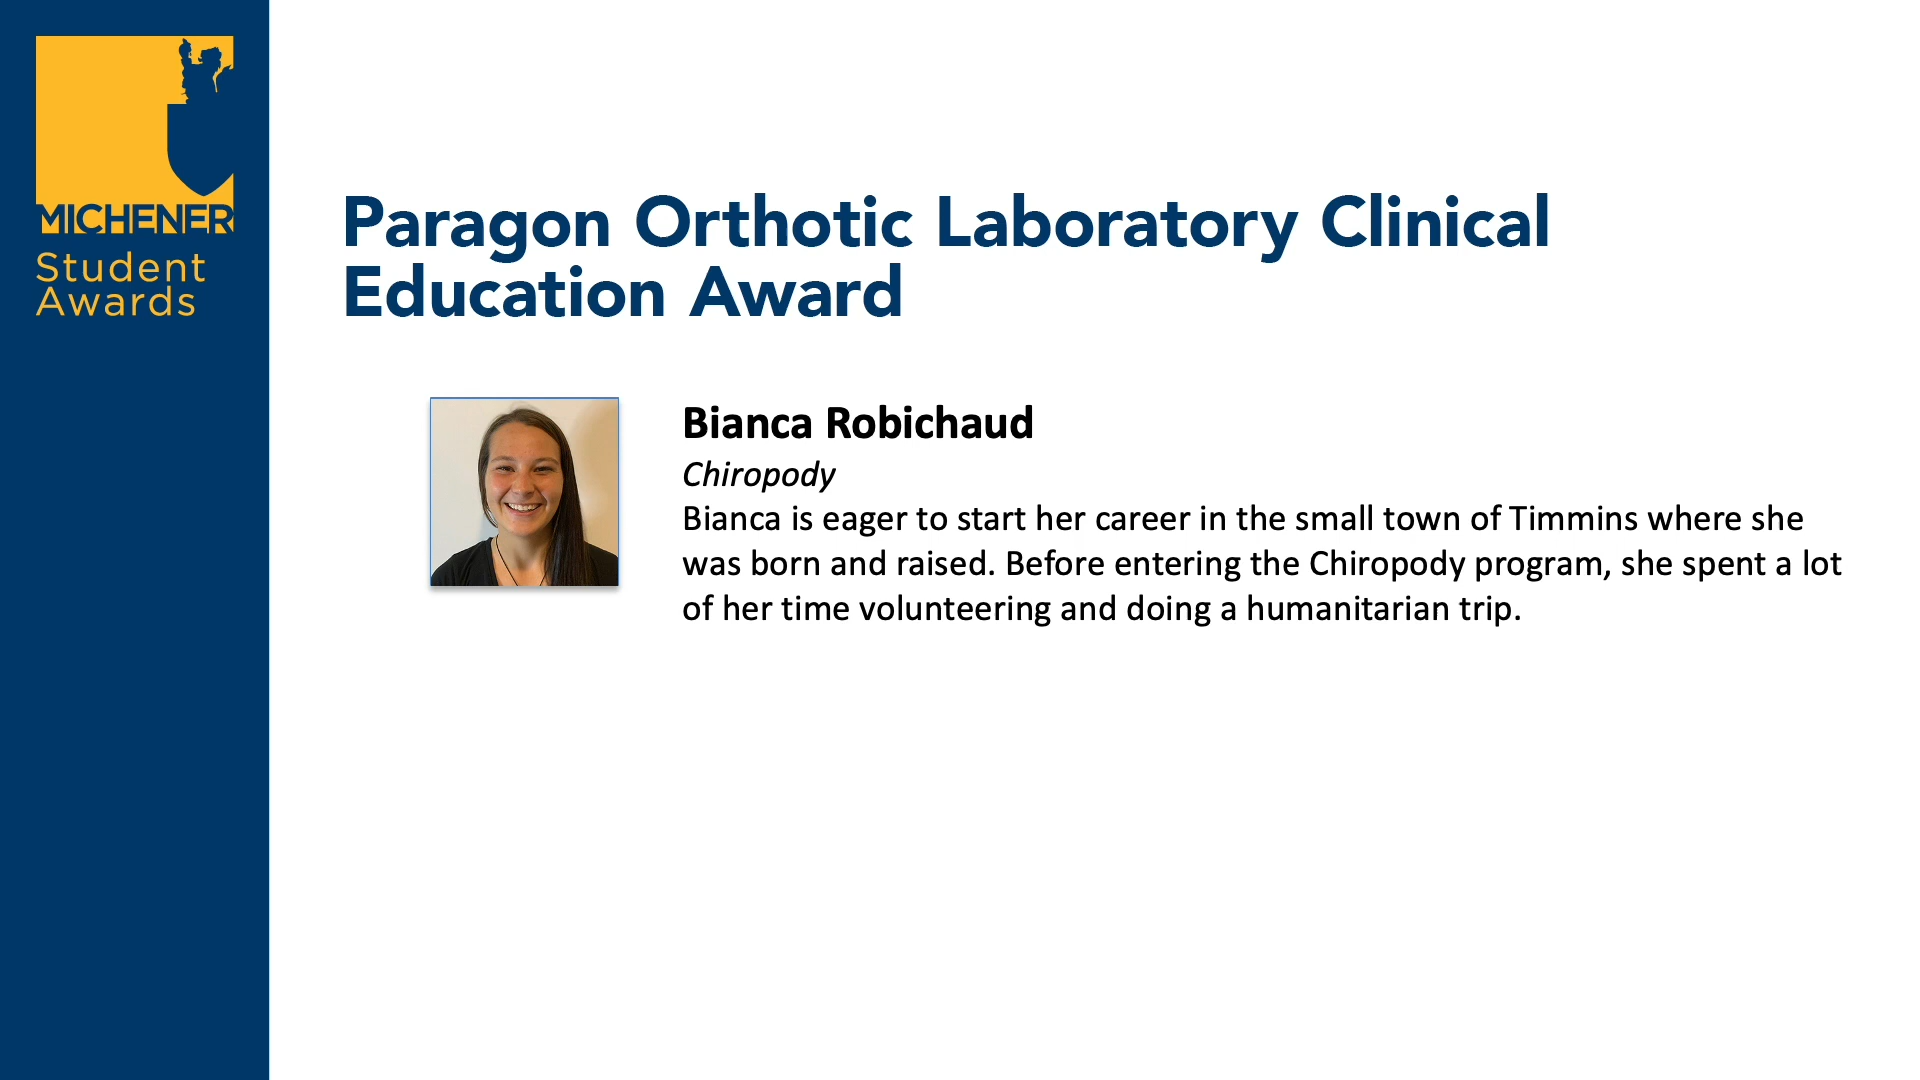 MICHENER
Student
Awards
Paragon Orthotic Laboratory Clinical
Education Award
Bianca Robichaud
Chiropody
Bianca is eager to start her career in the small town of Timmins where she
was born and raised. Before entering the Chiropody program, she spent a lot
of her time volunteering and doing a humanitarian trip.